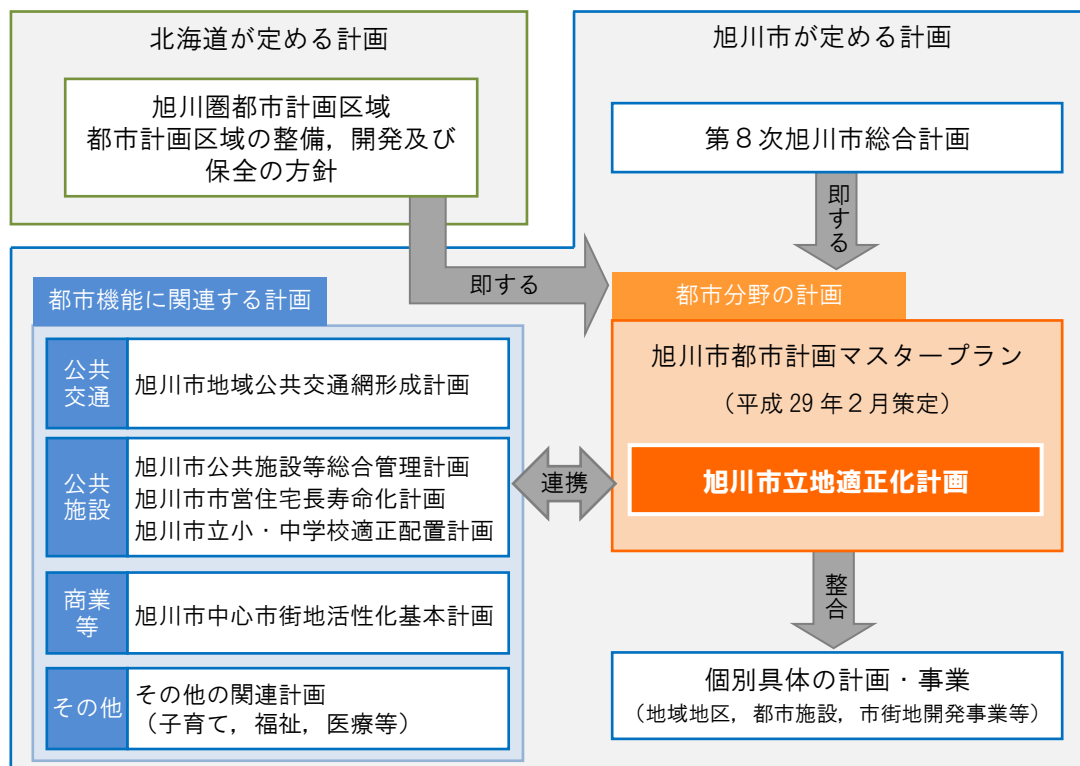 北海道が定める計画
旭川圏都市計画区域
都市計画区域の整備，開発及び
保全の方針
旭川市が定める計画
第８次旭川市総合計画
即する
即する
都市機能に関連する計画
公共
交通
旭川市地域公共交通網形成計画
公共
施設
旭川市公共施設等総合管理計画
旭川市市営住宅長寿命化計画
旭川市立小・中学校適正配置計画
商業
等
旭川市中心市街地活性化基本計画
その他
その他の関連計画
（子育て，福祉，医療等）
連携
都市分野の計画
旭川市都市計画マスタープラン
（平成 29 年２月策定）
旭川市立地適正化計画
整合
個別具体の計画・事業
（地域地区，都市施設，市街地開発事業等）